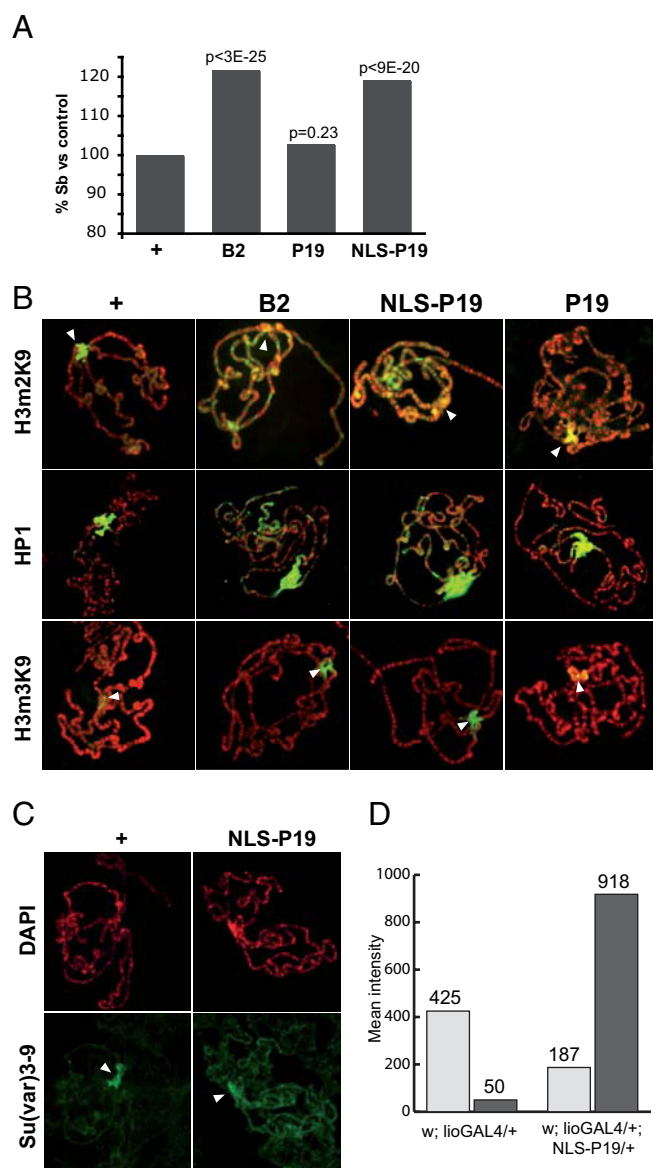 A
% Sb vs control
120
100
90
80
p<3E-25
p=0.23
p<9E-20
+ B2 P19 NLS-P19
B
+ B2 NLS-P19 P19
H3m2K9
HP1
H3m3K9
C
+ NLS-P19
DAPI
Su(var)3-9
D
Mean intensity
1000
800
600
400
200
0
425
50
187
918
w; lioGAL4/+
w; lioGAL4/+;
NLS-P19/+